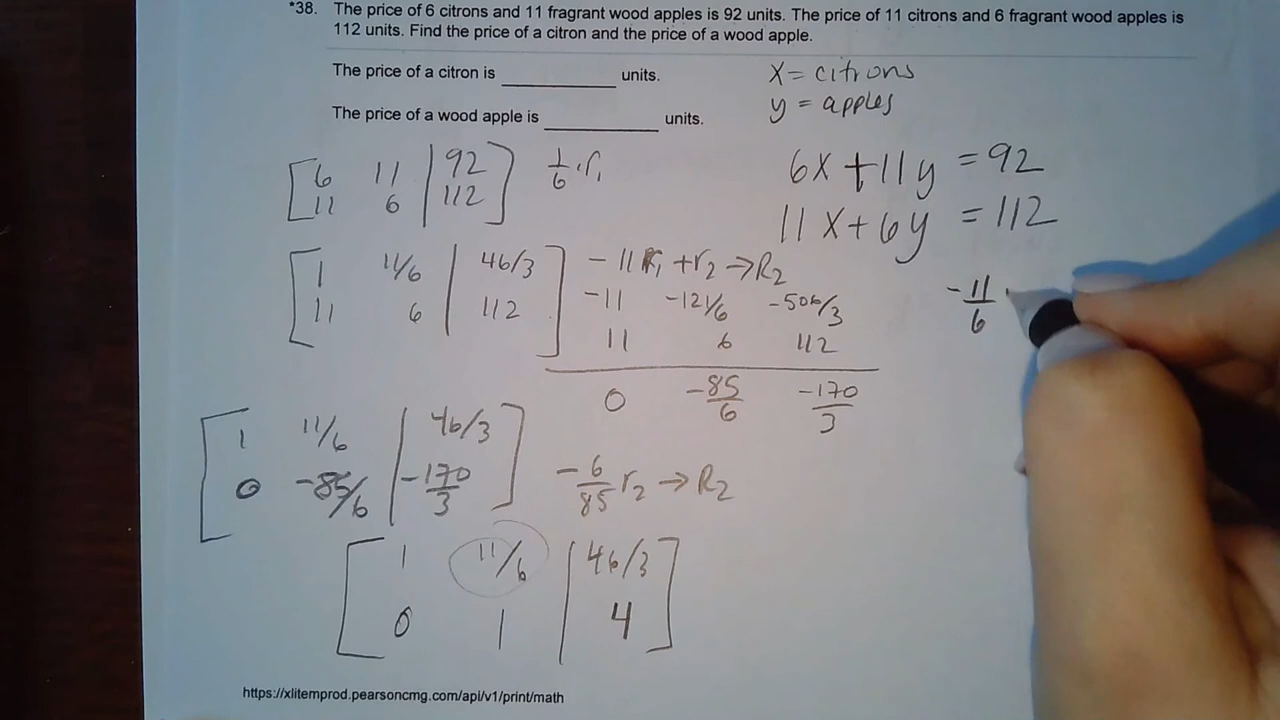 *38. The price of 6 citrons and 11 fragrant wood apples is 92 units. The price of 11 citrons and 6 fragrant wood apples is
112 units. Find the price of a citron and the price of a wood apple.
The price of a citron is ________ units.
x = citrons
The price of a wood apple is ________ units.
y = apples
[6 11 | 92] 1/6 · r₁
[11 6 | 112]
6x + 11y = 92
11x + 6y = 112
[1 11/6 | 46/3] -11r₁ + r₂ → R₂
[11 6 | 112] -11 -121/6 -506/3
11 6 112
0 -85/6 -170/3
-11/6
[1 11/6 | 46/3]
[0 -85/6 | -170/3] -6/85 r₂ → R₂
[1 11/6 | 46/3]
[0 1 | 4]
https://xlitemprod.pearsoncmg.com/api/v1/print/math